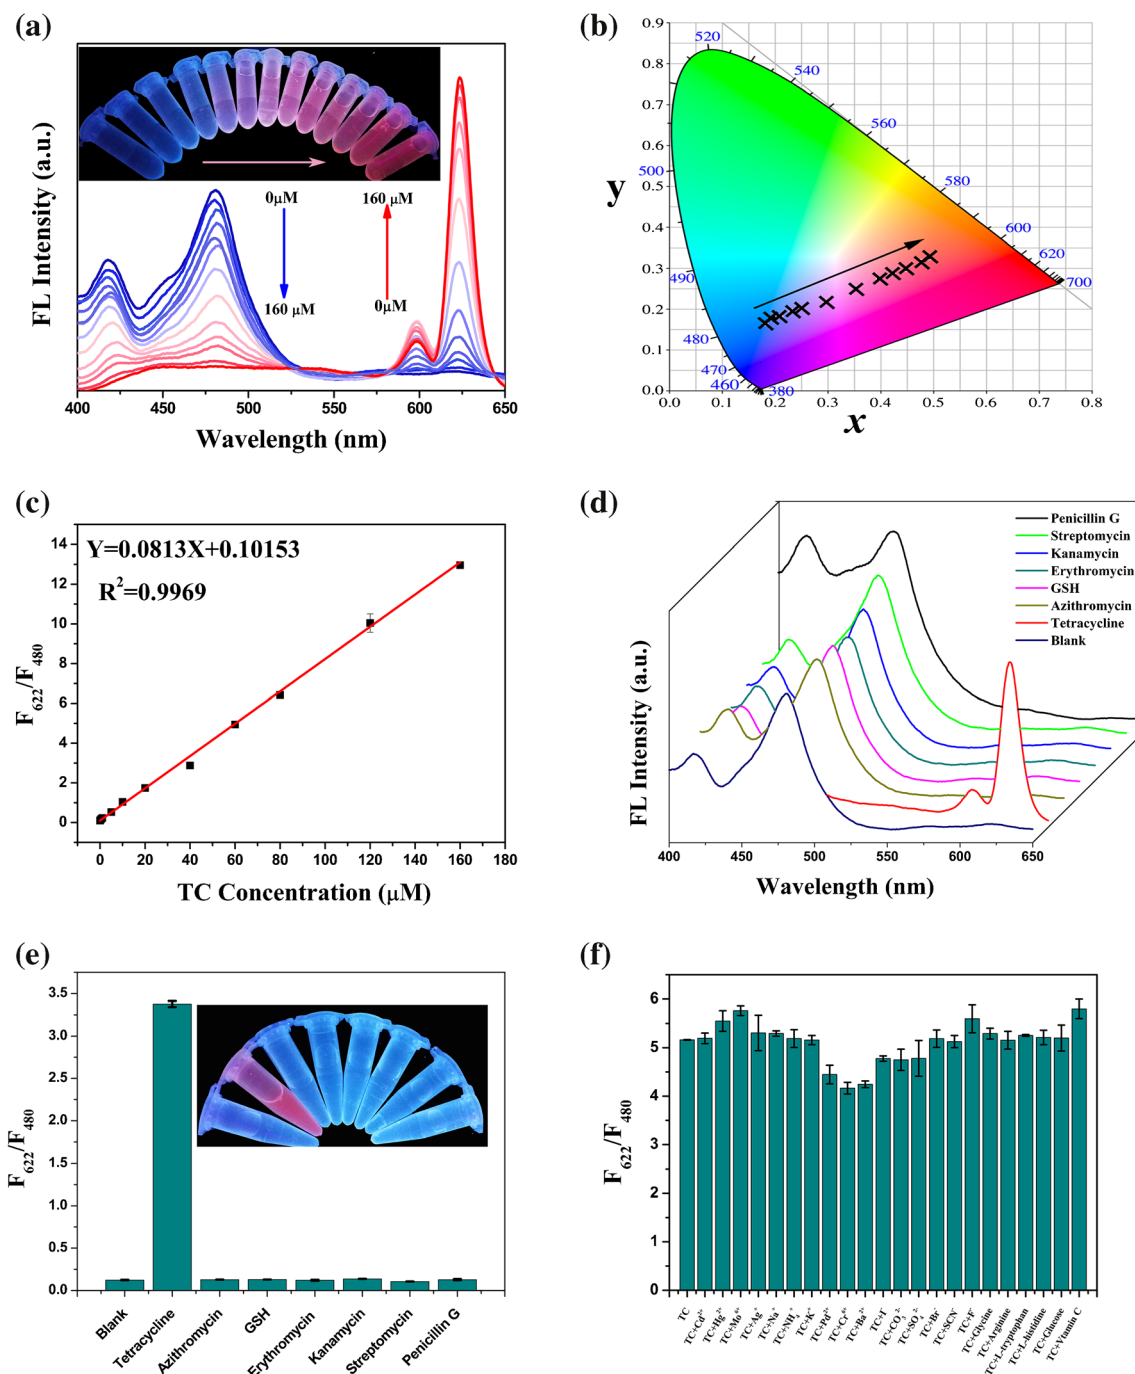 (a)
FL Intensity (a.u.)
0μM
160 μM
160 μM
0μM
400 450 500 550 600 650
Wavelength (nm)
(b)
y
0.9
0.8
0.7
0.6
0.5
0.4
0.3
0.2
0.1
0.0
520
540
560
500
580
600
620
490
700
480
470
460
380
0.0 0.1 0.2 0.3 0.4 0.5 0.6 0.7 0.8
x
(c)
Y=0.0813X+0.10153
R²=0.9969
F₆₂₂/F₄₈₀
14
12
10
8
6
4
2
0
0 20 40 60 80 100 120 140 160 180
TC Concentration (μM)
(d)
Penicillin G
Streptomycin
Kanamycin
Erythromycin
GSH
Azithromycin
Tetracycline
Blank
FL Intensity (a.u.)
400 450 500 550 600 650
Wavelength (nm)
(e)
F₆₂₂/F₄₈₀
3.5
3.0
2.5
2.0
1.5
1.0
0.5
0.0
Blank
Tetracycline
Azithromycin
GSH
Erythromycin
Kanamycin
Streptomycin
Penicillin G
(f)
F₆₂₂/F₄₈₀
6
5
4
3
2
1
0
TC
TC+Cd²⁺
TC+Hg²⁺
TC+Mo⁶⁺
TC+Ag⁺
TC+Na⁺
TC+NH₄⁺
TC+K⁺
TC+Pd²⁺
TC+Cr⁶⁺
TC+Ba²⁺
TC+I⁻
TC+CO₃²⁻
TC+SO₄²⁻
TC+Br⁻
TC+SCN⁻
TC+F⁻
TC+Glycine
TC+Arginine
TC+L-tryptophan
TC+L-histidine
TC+Glucose
TC+Vitamin C